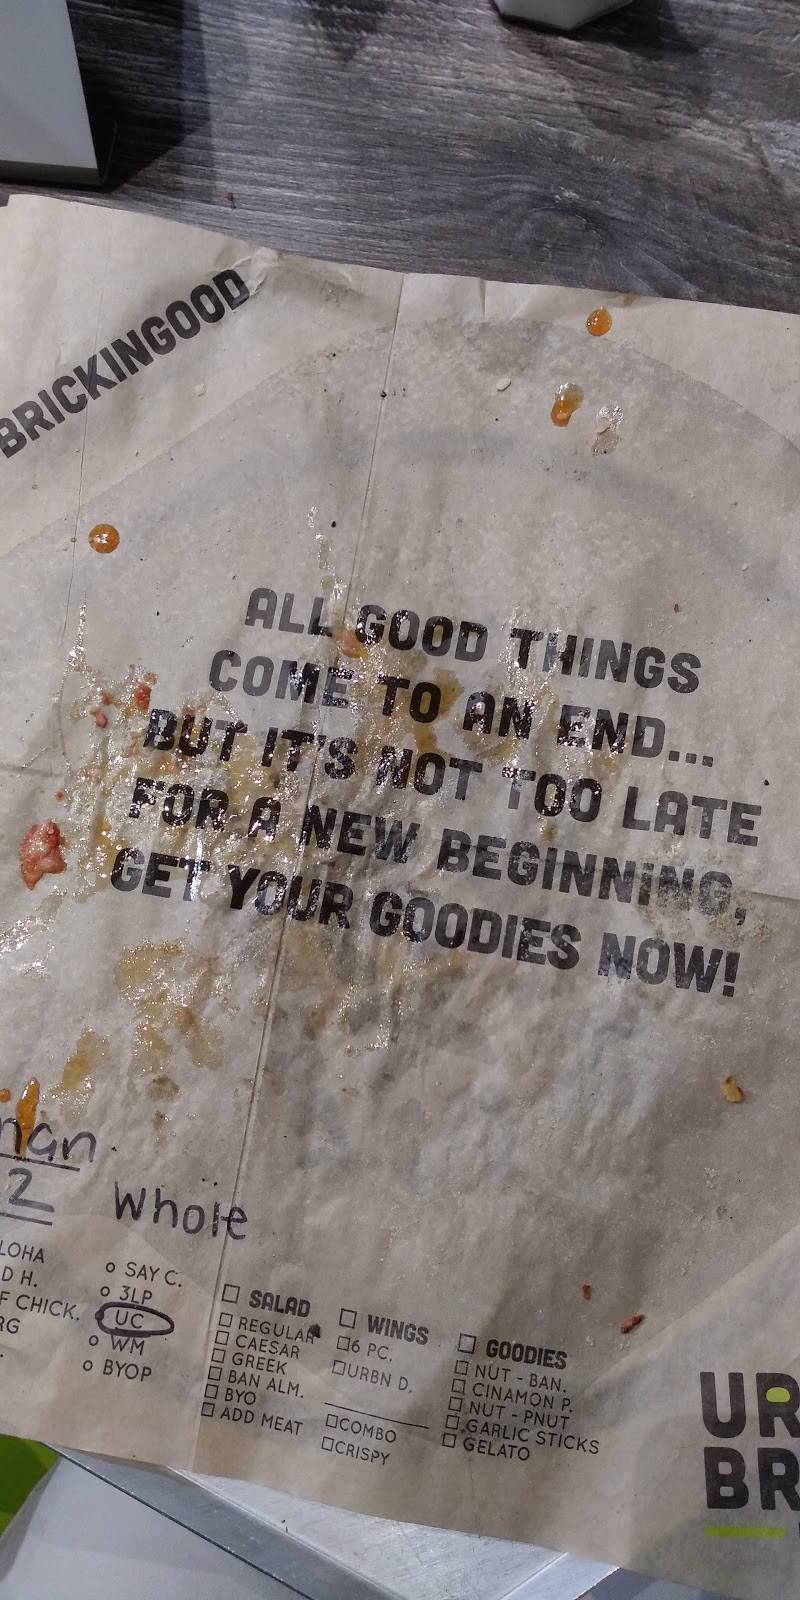 BRICKINGOOD
ALL GOOD THINGS
COME TO AN END...
BUT IT'S NOT TOO LATE
FOR A NEW BEGINNING,
GET YOUR GOODIES NOW!
nan
2 Whole
LOHA
D H.
F CHICK.
RG
SAY C.
3LP
UC
WM
BYOP
SALAD
REGULAR
CAESAR
GREEK
BAN ALM.
BYO
ADD MEAT
WINGS
6 PC.
URBN D.
COMBO
CRISPY
GOODIES
NUT - BAN.
CINAMON P.
NUT - PNUT
GARLIC STICKS
GELATO
UR
BR